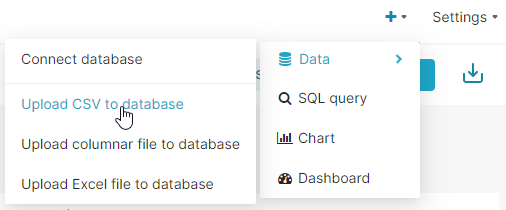 Settings
Connect database
Upload CSV to database
Upload columnar file to database
Upload Excel file to database
Data
SQL query
Chart
Dashboard